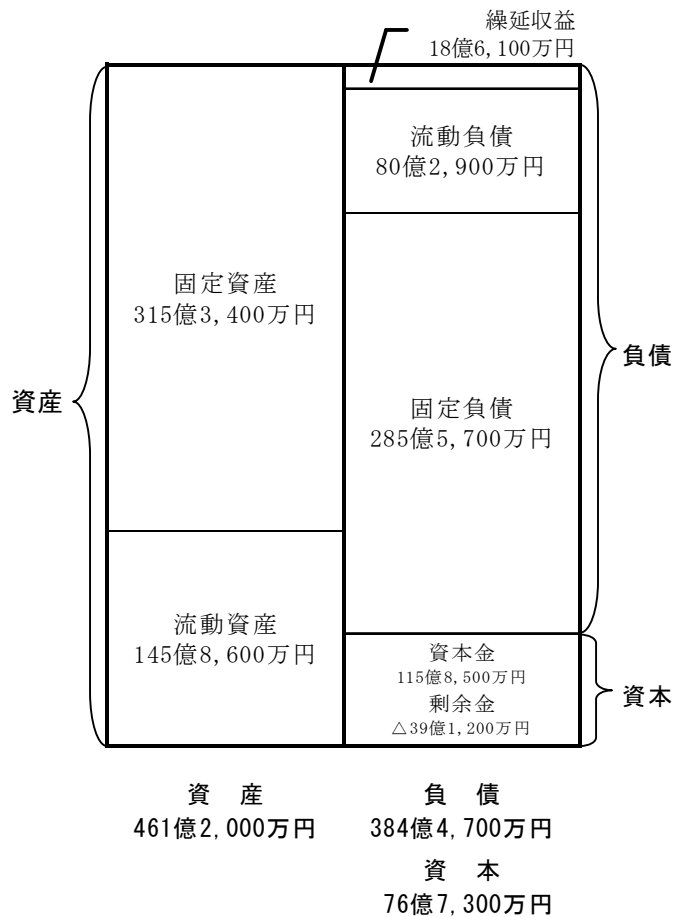 繰延収益
18億6,100万円
流動負債
80億2,900万円
固定資産
315億3,400万円
負債
資産
固定負債
285億5,700万円
流動資産
145億8,600万円
資本金
115億8,500万円
剰余金
△39億1,200万円
資本
資 産
461億2,000万円
負 債
384億4,700万円
資 本
76億7,300万円